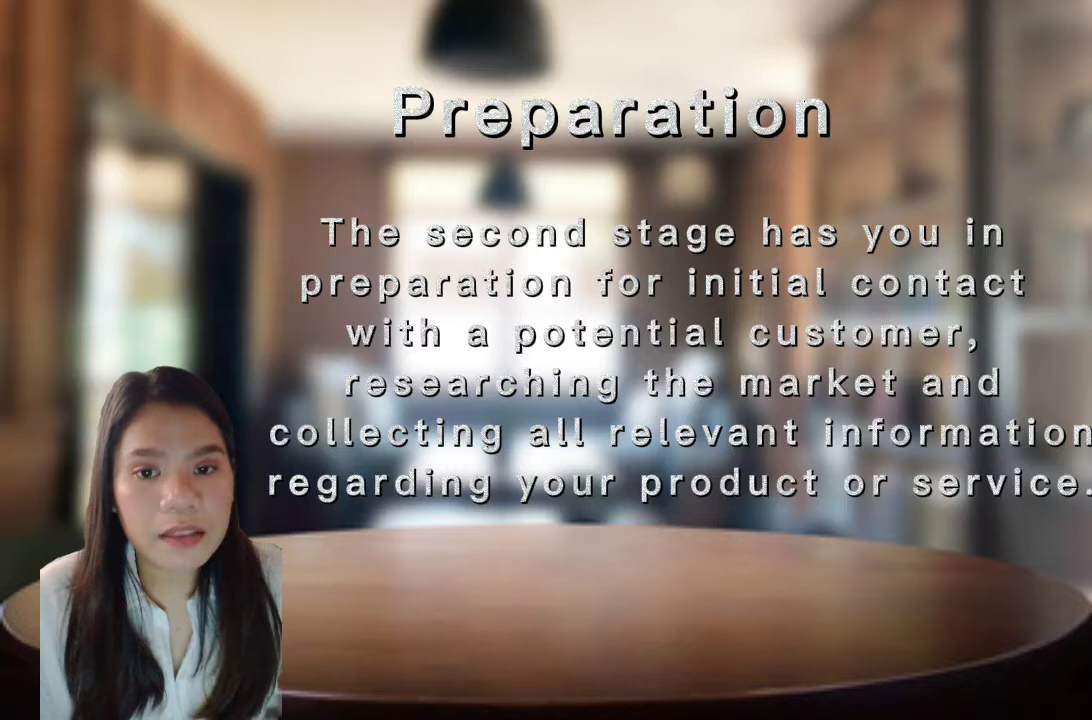 Preparation
The second stage has you in
preparation for initial contact
with a potential customer,
researching the market and
collecting all relevant information
regarding your product or service.